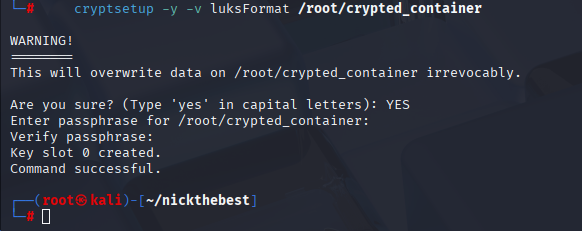 └─# cryptsetup -y -v luksFormat /root/crypted_container
WARNING!
========
This will overwrite data on /root/crypted_container irrevocably.
Are you sure? (Type 'yes' in capital letters): YES
Enter passphrase for /root/crypted_container:
Verify passphrase:
Key slot 0 created.
Command successful.
┌──(root㉿kali)-[~/nickthebest]
└─#